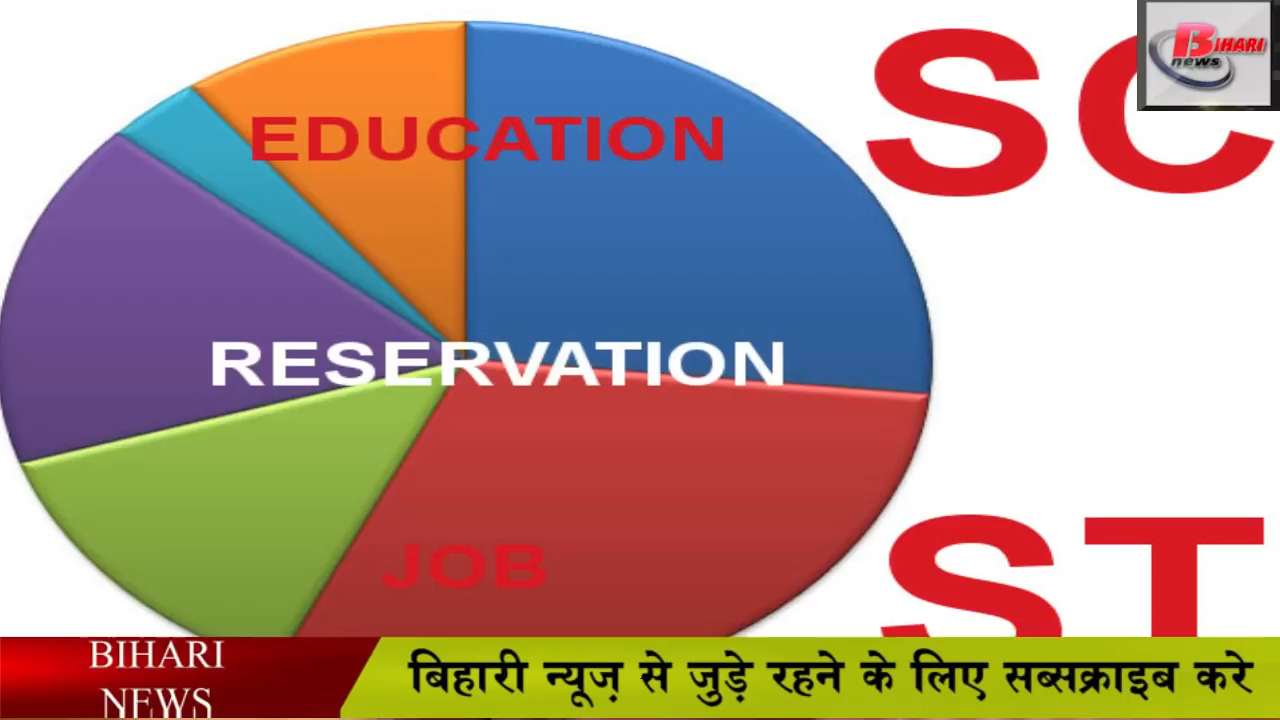 SC
BIHARI
news
EDUCATION
RESERVATION
JOB
ST
BIHARI
NEWS
बिहारी न्यूज़ से जुड़े रहने के लिए सब्सक्राइब करे